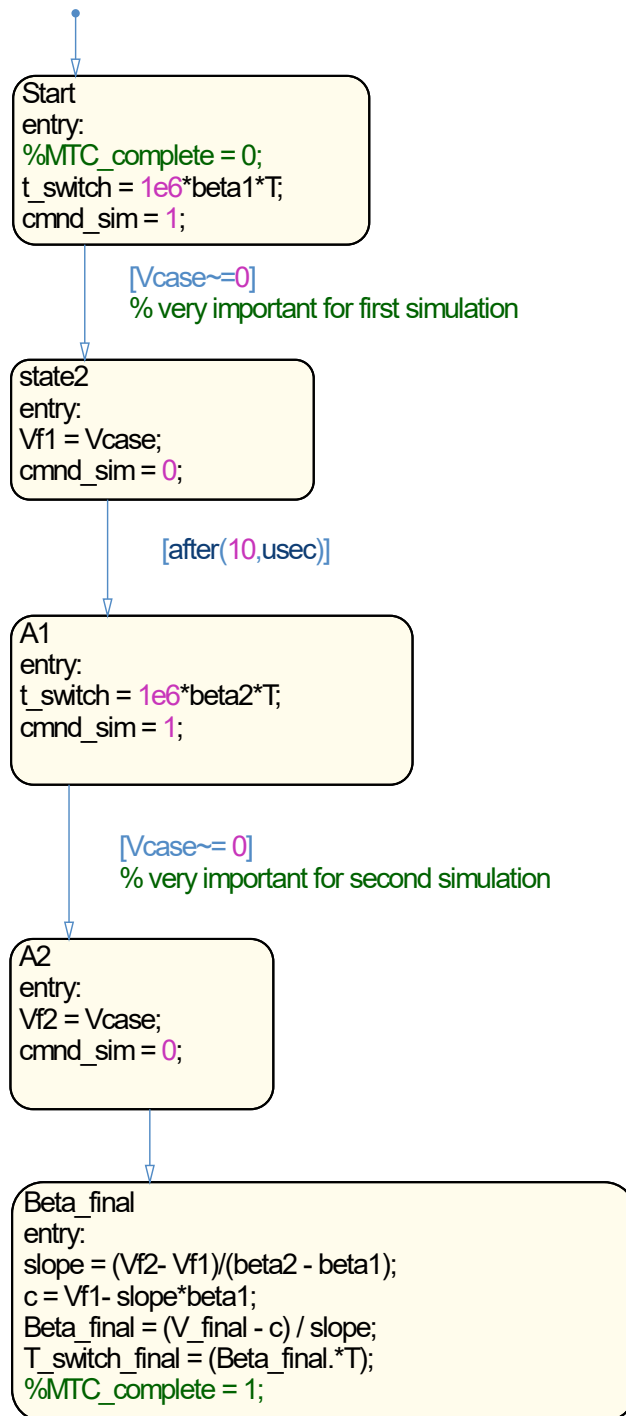 Start
entry:
%MTC_complete = 0;
t_switch = 1e6*beta1*T;
cmnd_sim = 1;
[Vcase~=0]
% very important for first simulation
state2
entry:
Vf1 = Vcase;
cmnd_sim = 0;
[after(10,usec)]
A1
entry:
t_switch = 1e6*beta2*T;
cmnd_sim = 1;
[Vcase~= 0]
% very important for second simulation
A2
entry:
Vf2 = Vcase;
cmnd_sim = 0;
Beta_final
entry:
slope = (Vf2- Vf1)/(beta2 - beta1);
c = Vf1- slope*beta1;
Beta_final = (V_final - c) / slope;
T_switch_final = (Beta_final.*T);
%MTC_complete = 1;